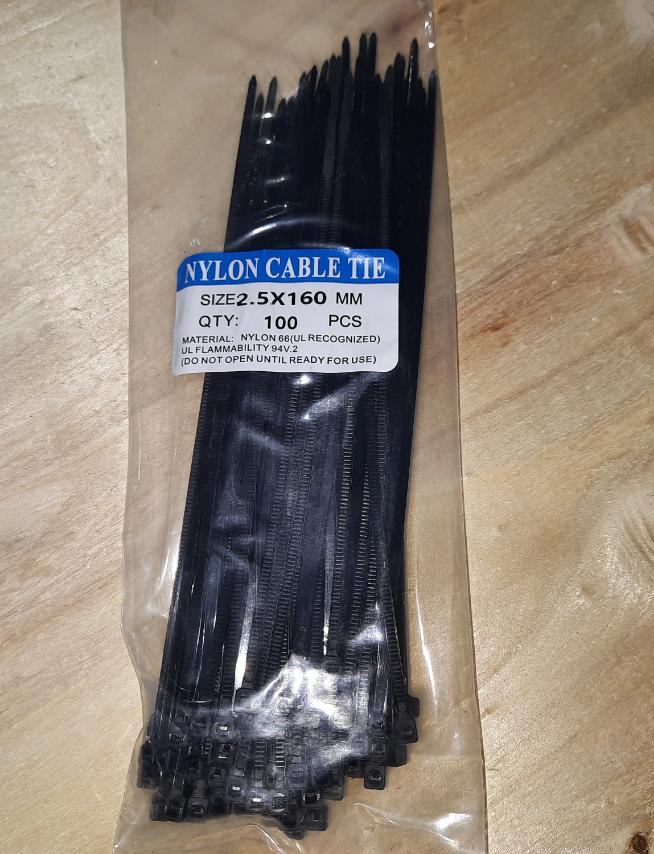 NYLON CABLE TIE
SIZE2.5X160 MM
QTY: 100 PCS
MATERIAL: NYLON 66(UL RECOGNIZED)
UL FLAMMABILITY 94V.2
(DO NOT OPEN UNTIL READY FOR USE)